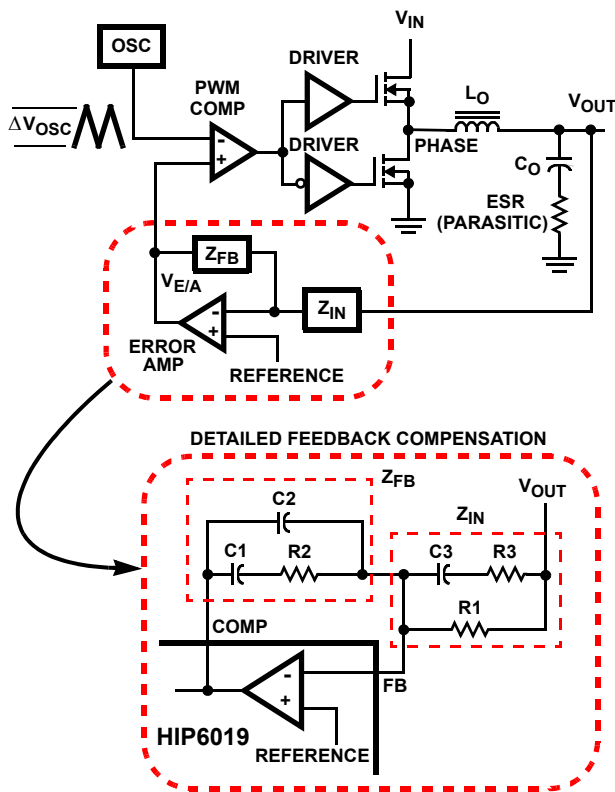 OSC
V_IN
DRIVER
PWM
COMP
ΔV_OSC
-
+
L_O
V_OUT
DRIVER
PHASE
C_O
ESR
(PARASITIC)
Z_FB
V_E/A
Z_IN
-
+
ERROR
AMP
REFERENCE
DETAILED FEEDBACK COMPENSATION
Z_FB
V_OUT
C2
Z_IN
C1
R2
C3
R3
R1
COMP
-
+
FB
HIP6019
REFERENCE